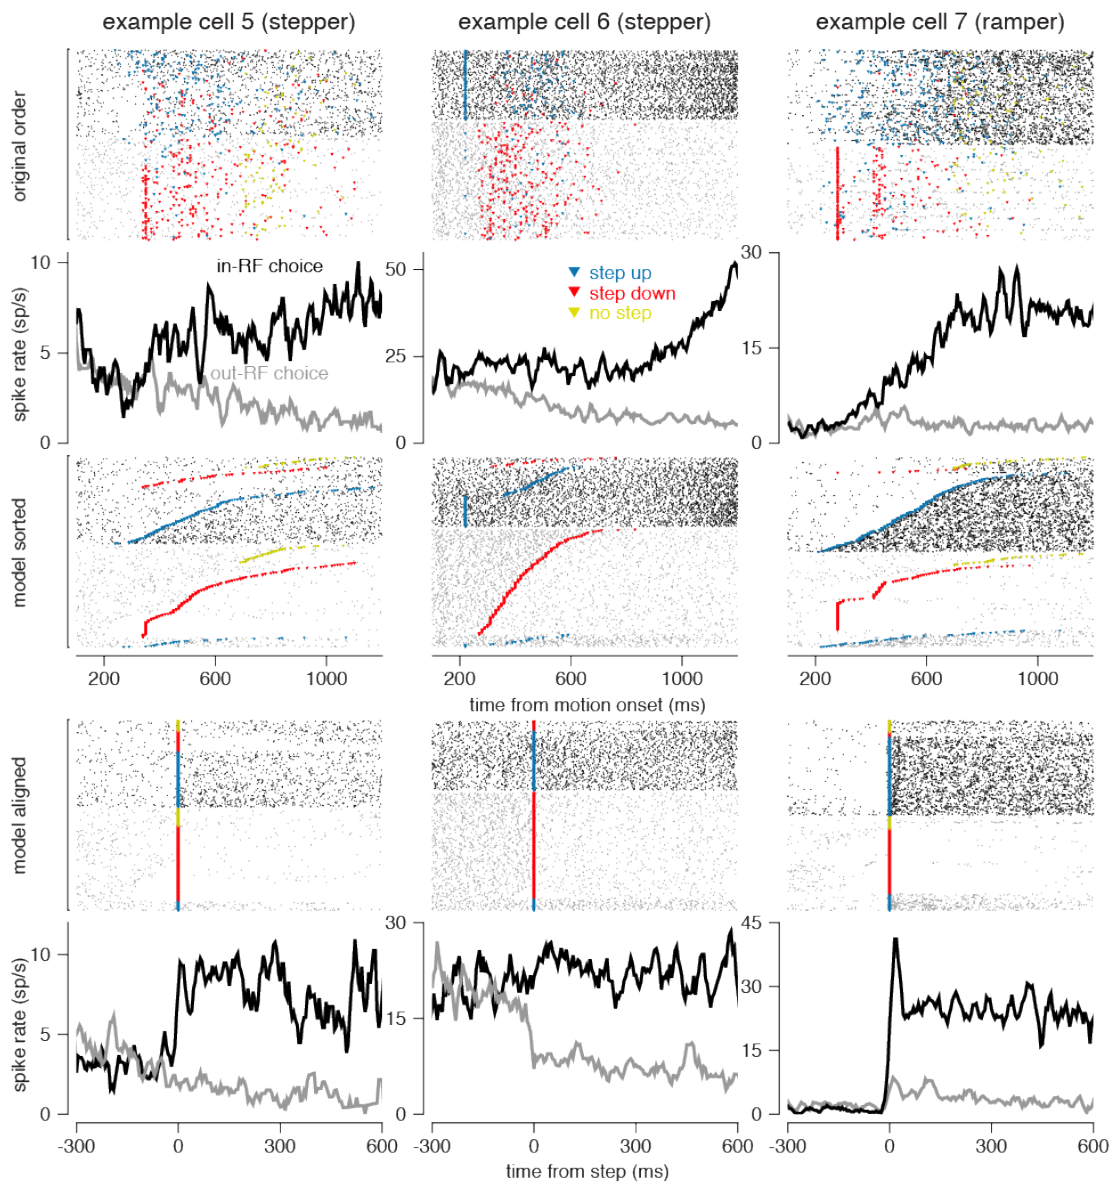 example cell 5 (stepper) example cell 6 (stepper) example cell 7 (ramper)
original order
10 50 30
in-RF choice
step up
step down
no step
5 25 15
out-RF choice
spike rate (sp/s)
0 0 0
model sorted
200 600 1000 200 600 1000 200 600 1000
time from motion onset (ms)
model aligned
10 30 45
30
5 15
15
spike rate (sp/s)
0 0 0
-300 0 300 600 -300 0 300 600 -300 0 300 600
time from step (ms)